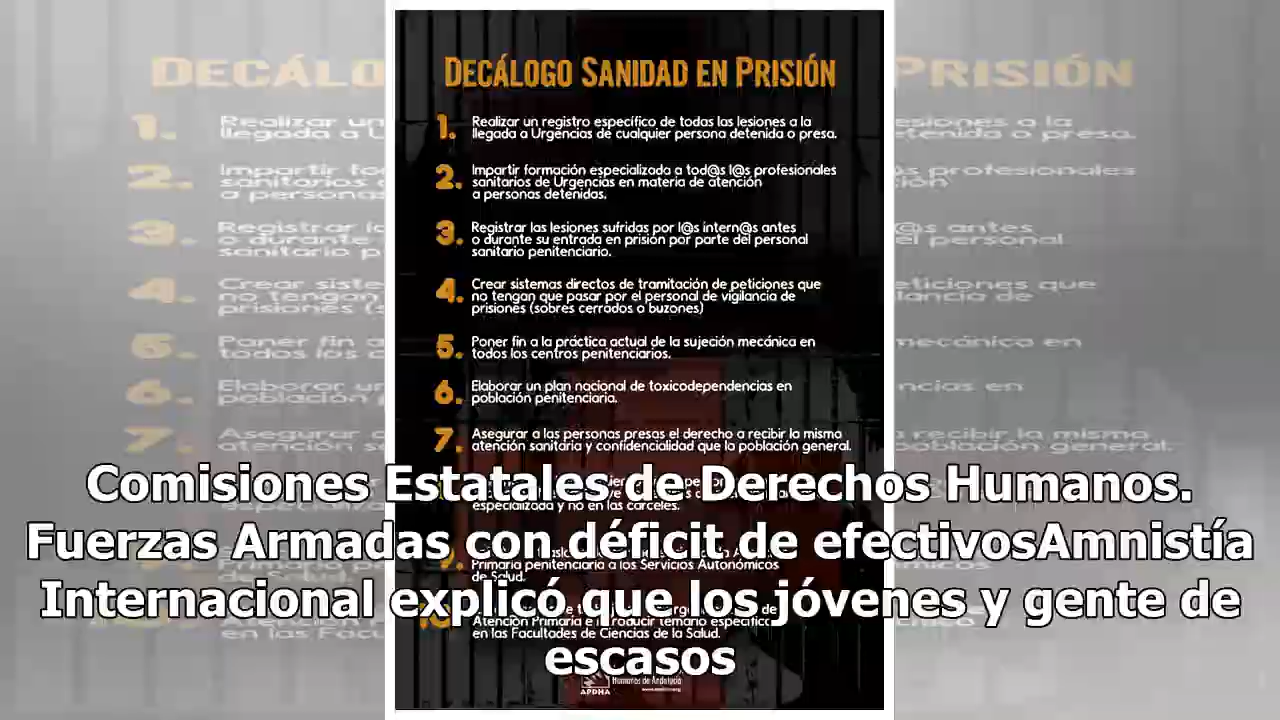 DECÁLOGO SANIDAD EN PRISIÓN
1. Realizar un registro específico de todas las lesiones a la
llegada a Urgencias de cualquier persona detenida o presa.
2. Impartir formación especializada a tod@s l@s profesionales
sanitarios de Urgencias en materia de atención
a personas detenidas.
3. Registrar las lesiones sufridas por l@s intern@s antes
o durante su entrada en prisión por parte del personal
sanitario penitenciario.
4. Crear sistemas directos de tramitación de peticiones que
no tengan que pasar por el personal de vigilancia de
prisiones (sobres cerrados o buzones)
5. Poner fin a la práctica actual de la sujeción mecánica en
todos los centros penitenciarios.
6. Elaborar un plan nacional de toxicodependencias en
población penitenciaria.
7. Asegurar a las personas presas el derecho a recibir la misma
atención sanitaria y confidencialidad que la población general.
especializada y no en las cárceles.
9.
Primaria penitenciaria a los Servicios Autonómicos
de Salud.
10.
Atención Primaria e introducir temario específico
en las Facultades de Ciencias de la Salud.
Comisiones Estatales de Derechos Humanos.
Fuerzas Armadas con déficit de efectivosAmnistía
Internacional explicó que los jóvenes y gente de
escasos
Humanos de Andalucía
APDHA